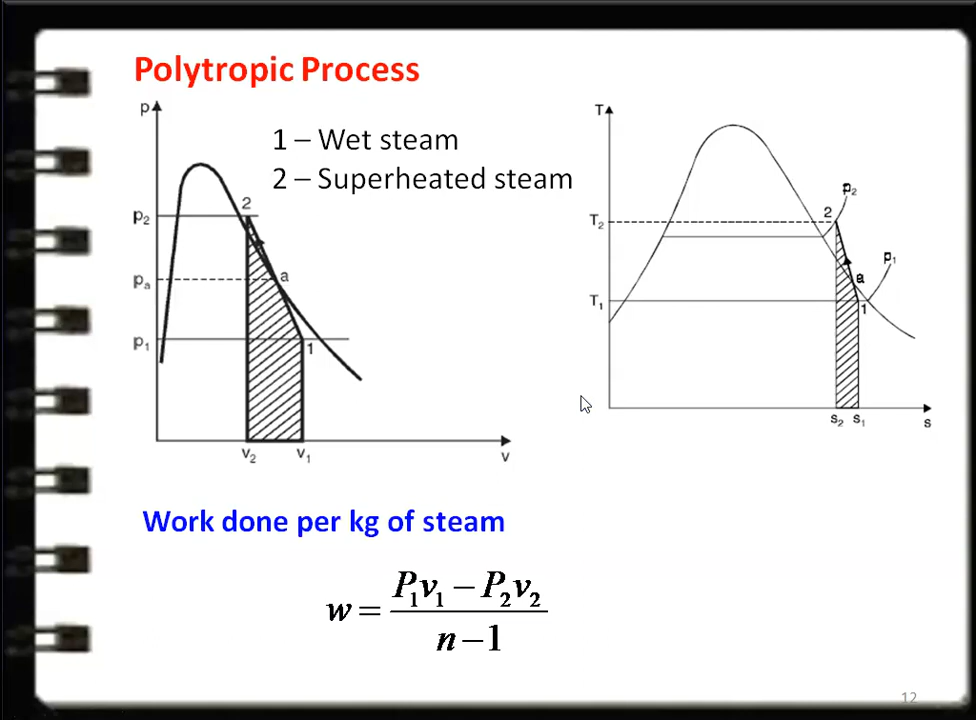 Polytropic Process
p
1 – Wet steam
2 – Superheated steam
2
p2
pa
a
p1
1
v2 v1
v
T
p2
2
T2
p1
a
T1
1
s2 s1
s
Work done per kg of steam
w = P1v1 − P2v2
n − 1
12